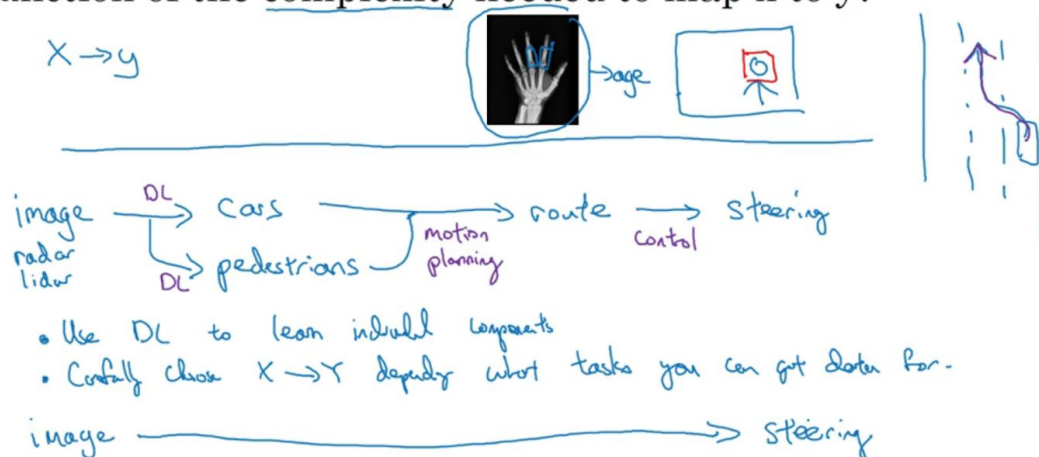 function of the complexity needed to map x to y?
X → y
→ age
image DL → cars → route → steering
radar DL → pedestrians motion control
lidar planning
• Use DL to learn individual components
• Carefully choose X → Y dependig what tasks you can get data for.
image → steering